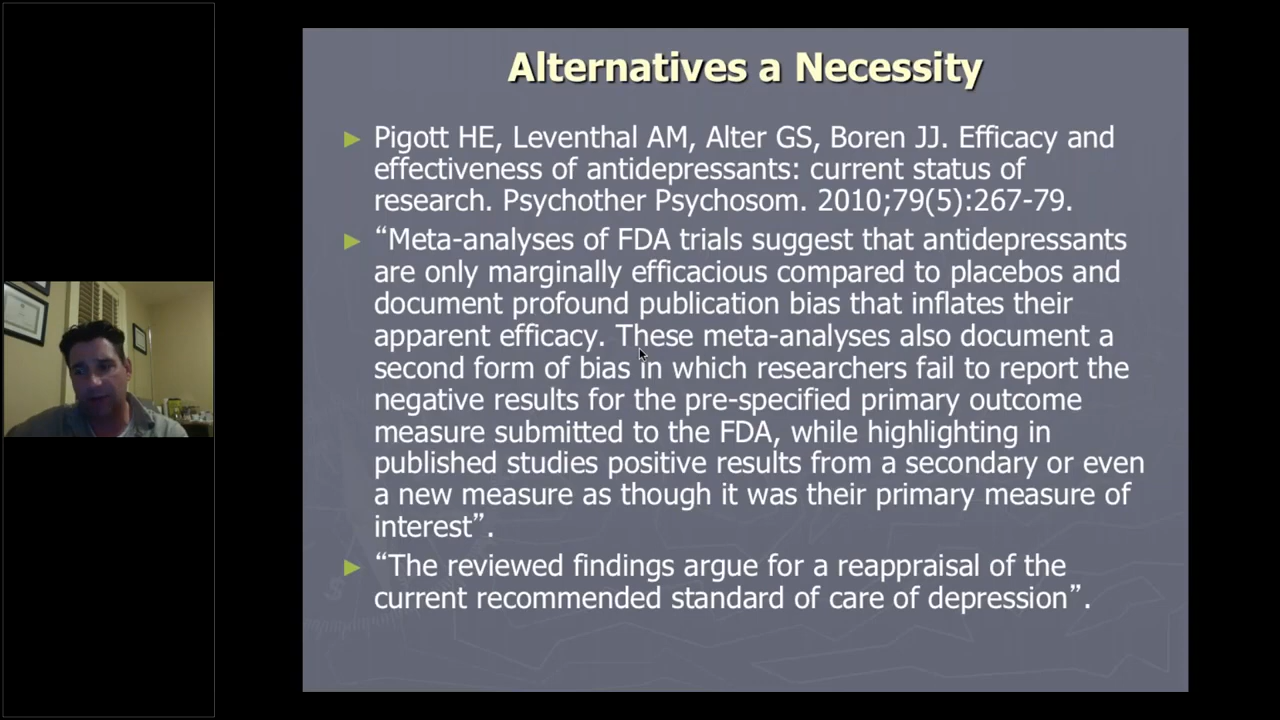 Alternatives a Necessity
Pigott HE, Leventhal AM, Alter GS, Boren JJ. Efficacy and
effectiveness of antidepressants: current status of
research. Psychother Psychosom. 2010;79(5):267-79.
“Meta-analyses of FDA trials suggest that antidepressants
are only marginally efficacious compared to placebos and
document profound publication bias that inflates their
apparent efficacy. These meta-analyses also document a
second form of bias in which researchers fail to report the
negative results for the pre-specified primary outcome
measure submitted to the FDA, while highlighting in
published studies positive results from a secondary or even
a new measure as though it was their primary measure of
interest”.
“The reviewed findings argue for a reappraisal of the
current recommended standard of care of depression”.